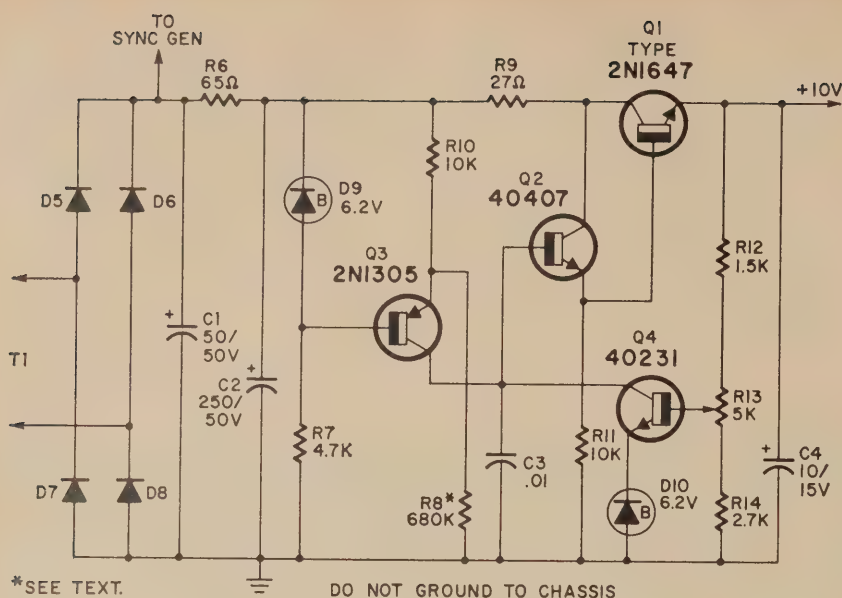 TO
SYNC GEN
R6
65Ω
R9
27Ω
Q1
TYPE
2N1647
+10V
R10
10K
D5
D6
D9
6.2V
B
Q2
40407
Q3
2N1305
R12
1.5K
T1
+
C1
50/
50V
+
C2
250/
50V
Q4
40231
R13
5K
R7
4.7K
C3
.01
R11
10K
+
C4
10/
15V
D7
D8
R8*
680K
D10
6.2V
B
R14
2.7K
*SEE TEXT.
DO NOT GROUND TO CHASSIS